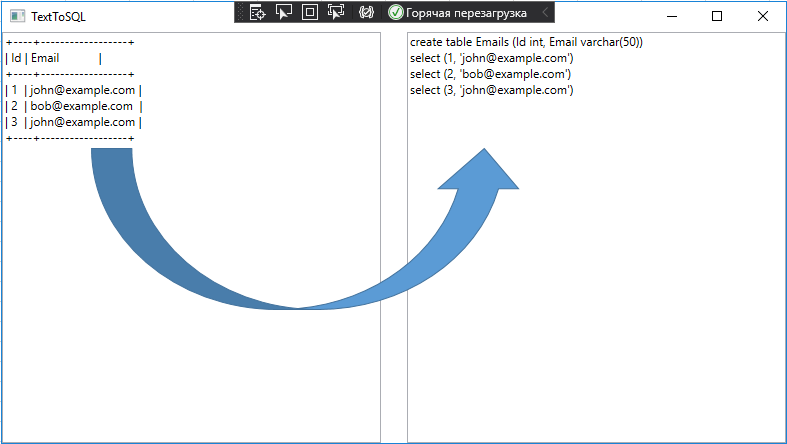 TextToSQL
Горячая перезагрузка
+----+------------------+
| Id | Email            |
+----+------------------+
| 1  | john@example.com |
| 2  | bob@example.com  |
| 3  | john@example.com |
+----+------------------+
create table Emails (Id int, Email varchar(50))
select (1, 'john@example.com')
select (2, 'bob@example.com')
select (3, 'john@example.com')